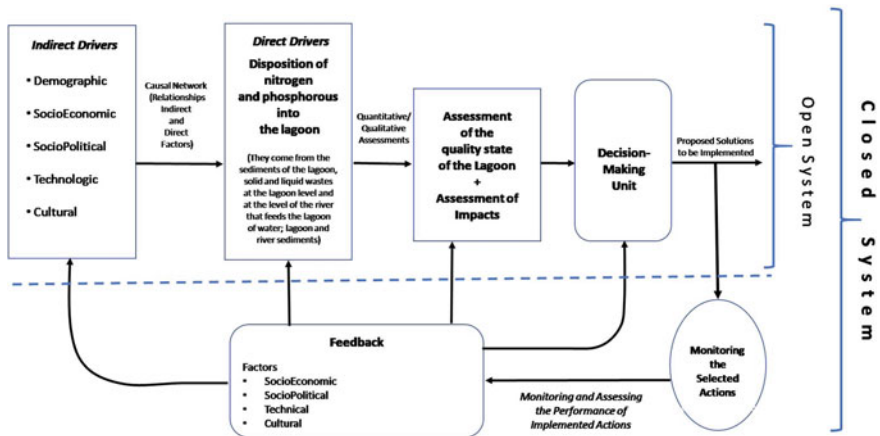 Indirect Drivers
• Demographic
• SocioEconomic
• SocioPolitical
• Technologic
• Cultural
Causal Network
(Relationships
Indirect
and
Direct
Factors)
Direct Drivers
Disposition of
nitrogen
and phosphorous
into
the lagoon
(They come from the
sediments of the lagoon,
solid and liquid wastes
at the lagoon level and
at the level of the river
that feeds the lagoon
of water; lagoon and
river sediments)
Quantitative/
Qualitative
Assessments
Assessment
of the
quality state
of the Lagoon
+
Assessment of
Impacts
Decision-
Making
Unit
Proposed Solutions
to be Implemented
Open System
Closed System
Feedback
Factors
• SocioEconomic
• SocioPolitical
• Technical
• Cultural
Monitoring and Assessing
the Performance of
Implemented Actions
Monitoring
the
Selected
Actions